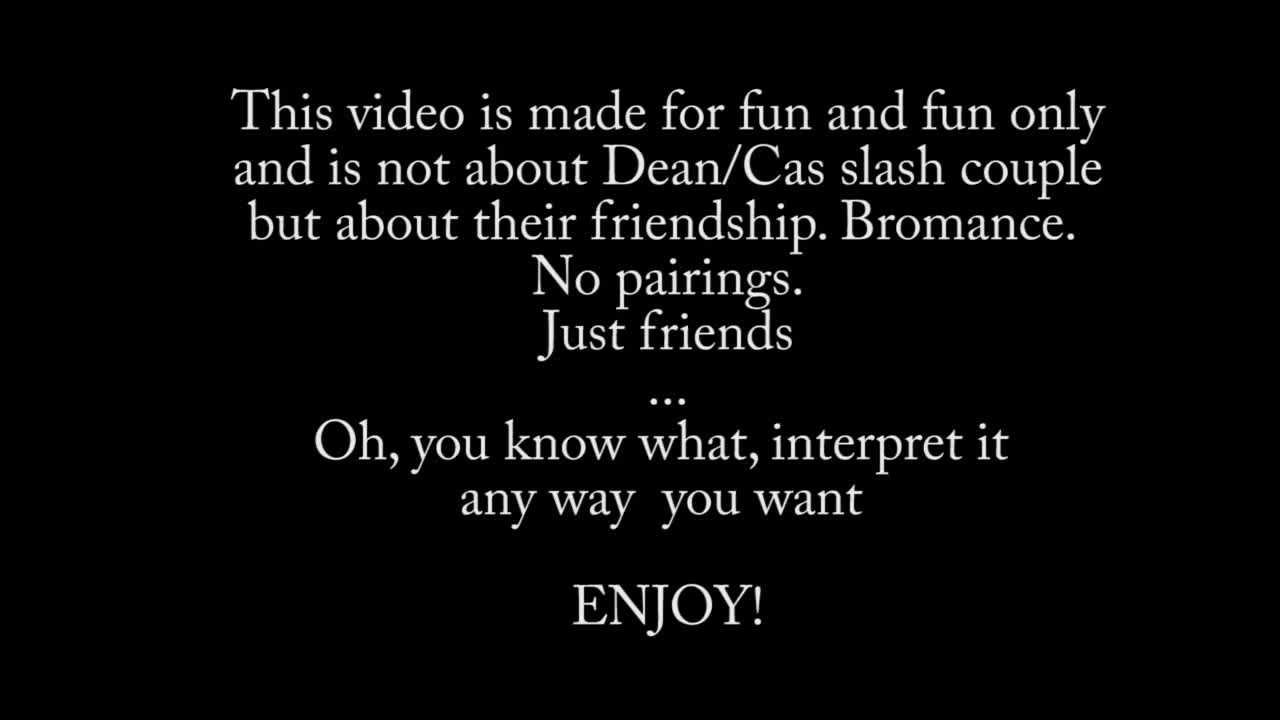 This video is made for fun and fun only
and is not about Dean/Cas slash couple
but about their friendship. Bromance.
No pairings.
Just friends
...
Oh, you know what, interpret it
any way  you want
ENJOY!